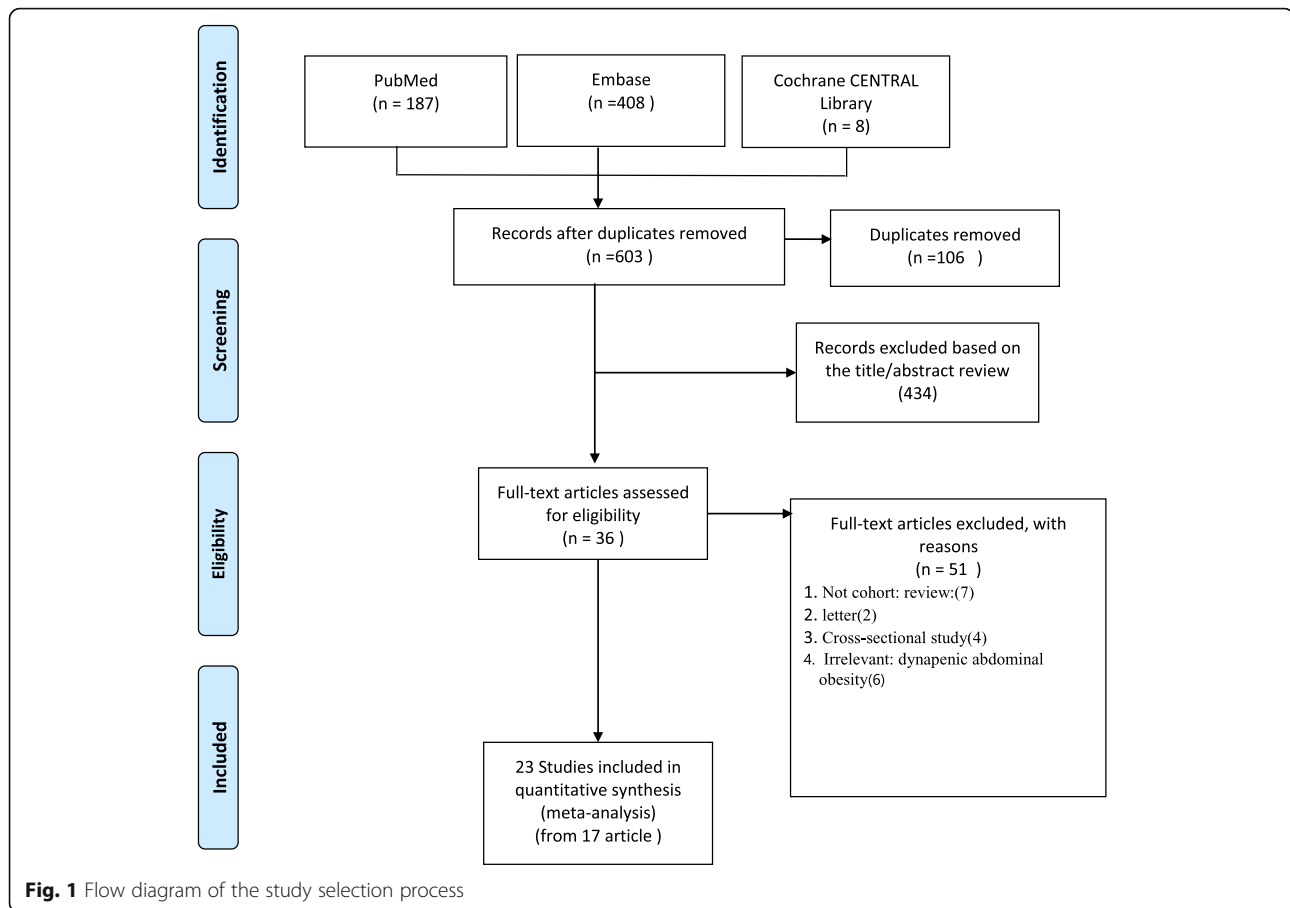 Identification
PubMed
(n = 187)
Embase
(n =408 )
Cochrane CENTRAL
Library
(n = 8)
Screening
Records after duplicates removed
(n =603 )
Duplicates removed
(n =106 )
Records excluded based on
the title/abstract review
(434)
Eligibility
Full-text articles assessed
for eligibility
(n = 36 )
Full-text articles excluded, with
reasons
(n = 51 )
1. Not cohort: review:(7)
2. letter(2)
3. Cross-sectional study(4)
4. Irrelevant: dynapenic abdominal
obesity(6)
Included
23 Studies included in
quantitative synthesis
(meta-analysis)
(from 17 article )
Fig. 1 Flow diagram of the study selection process